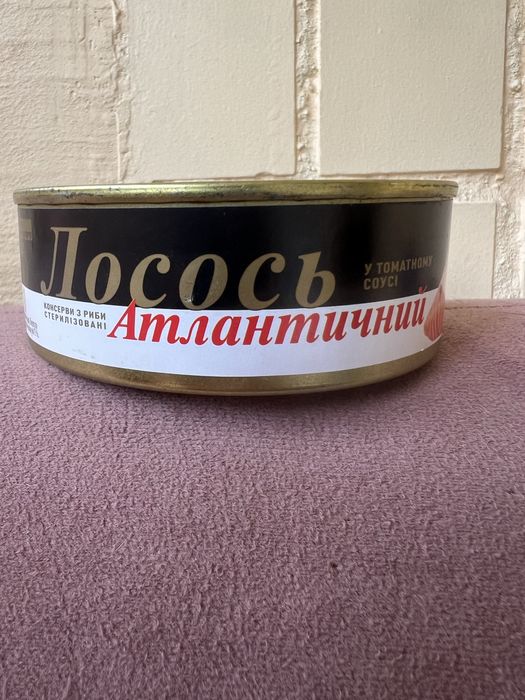 Лосось
У ТОМАТНОМУ
СОУСІ
КОНСЕРВИ З РИБИ
СТЕРИЛІЗОВАНІ
Атлантичний